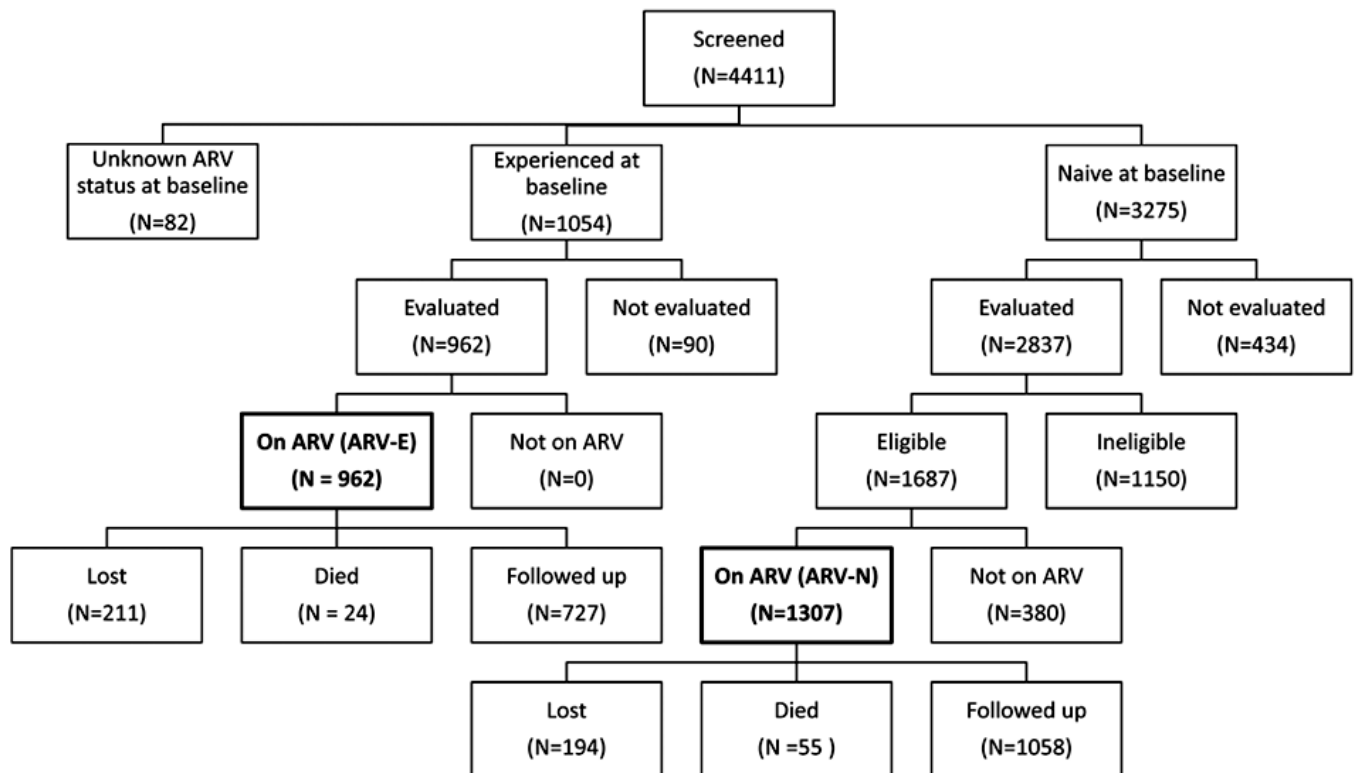 Screened
(N=4411)
Unknown ARV
status at baseline
(N=82)
Experienced at
baseline
(N=1054)
Naive at baseline
(N=3275)
Evaluated
(N=962)
Not evaluated
(N=90)
Evaluated
(N=2837)
Not evaluated
(N=434)
On ARV (ARV-E)
(N = 962)
Not on ARV
(N=0)
Eligible
(N=1687)
Ineligible
(N=1150)
Lost
(N=211)
Died
(N = 24)
Followed up
(N=727)
On ARV (ARV-N)
(N=1307)
Not on ARV
(N=380)
Lost
(N=194)
Died
(N =55 )
Followed up
(N=1058)